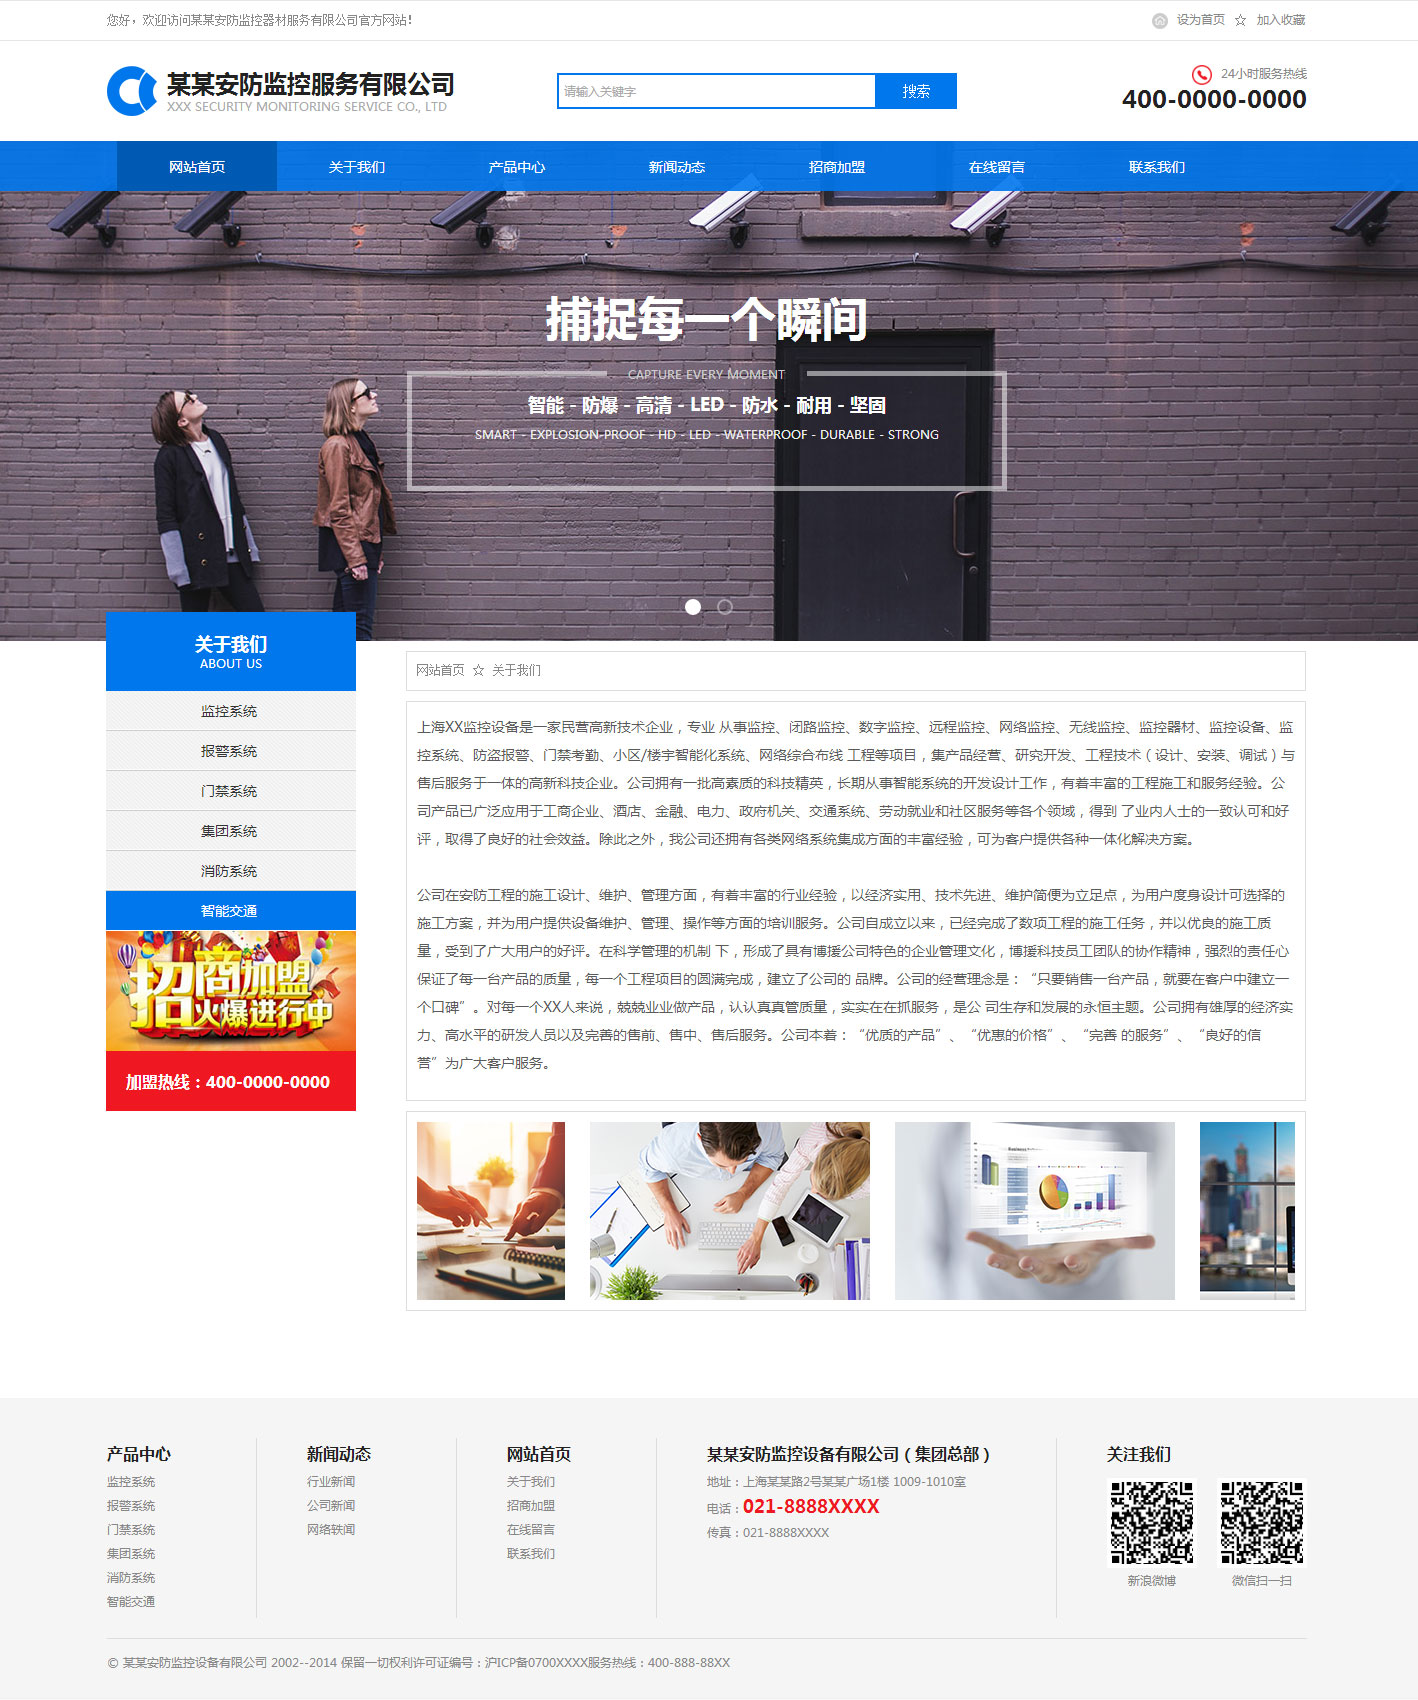 您好，欢迎访问某某安防监控器材服务有限公司官方网站！
设为首页 ☆ 加入收藏
某某安防监控服务有限公司
XXX SECURITY MONITORING SERVICE CO., LTD
请输入关键字
搜索
24小时服务热线
400-0000-0000
网站首页
关于我们
产品中心
新闻动态
招商加盟
在线留言
联系我们
捕捉每一个瞬间
CAPTURE EVERY MOMENT
智能 - 防爆 - 高清 - LED - 防水 - 耐用 - 坚固
SMART - EXPLOSION-PROOF - HD - LED - WATERPROOF - DURABLE - STRONG
关于我们
ABOUT US
监控系统
报警系统
门禁系统
集团系统
消防系统
智能交通
招商加盟
火爆进行中
加盟热线：400-0000-0000
网站首页 ☆ 关于我们
上海XX监控设备是一家民营高新技术企业，专业 从事监控、闭路监控、数字监控、远程监控、网络监控、无线监控、监控器材、监控设备、监
控系统、防盗报警、门禁考勤、小区/楼宇智能化系统、网络综合布线 工程等项目，集产品经营、研究开发、工程技术（设计、安装、调试）与
售后服务于一体的高新科技企业。公司拥有一批高素质的科技精英，长期从事智能系统的开发设计工作，有着丰富的工程施工和服务经验。公
司产品已广泛应用于工商企业、酒店、金融、电力、政府机关、交通系统、劳动就业和社区服务等各个领域，得到 了业内人士的一致认可和好
评，取得了良好的社会效益。除此之外，我公司还拥有各类网络系统集成方面的丰富经验，可为客户提供各种一体化解决方案。
公司在安防工程的施工设计、维护、管理方面，有着丰富的行业经验，以经济实用、技术先进、维护简便为立足点，为用户度身设计可选择的
施工方案，并为用户提供设备维护、管理、操作等方面的培训服务。公司自成立以来，已经完成了数项工程的施工任务，并以优良的施工质
量，受到了广大用户的好评。在科学管理的机制 下，形成了具有博援公司特色的企业管理文化，博援科技员工团队的协作精神，强烈的责任心
保证了每一台产品的质量，每一个工程项目的圆满完成，建立了公司的 品牌。公司的经营理念是：“只要销售一台产品，就要在客户中建立一
个口碑”。对每一个XX人来说，兢兢业业做产品，认认真真管质量，实实在在抓服务，是公 司生存和发展的永恒主题。公司拥有雄厚的经济实
力、高水平的研发人员以及完善的售前、售中、售后服务。公司本着：“优质的产品”、“优惠的价格”、“完善 的服务”、“良好的信
誉”为广大客户服务。
产品中心
监控系统
报警系统
门禁系统
集团系统
消防系统
智能交通
新闻动态
行业新闻
公司新闻
网络轶闻
网站首页
关于我们
招商加盟
在线留言
联系我们
某某安防监控设备有限公司（集团总部）
地址：上海某某路2号某某广场1楼 1009-1010室
电话：021-8888XXXX
传真：021-8888XXXX
关注我们
新浪微博
微信扫一扫
© 某某安防监控设备有限公司 2002--2014 保留一切权利许可证编号：沪ICP备0700XXXX服务热线：400-888-88XX